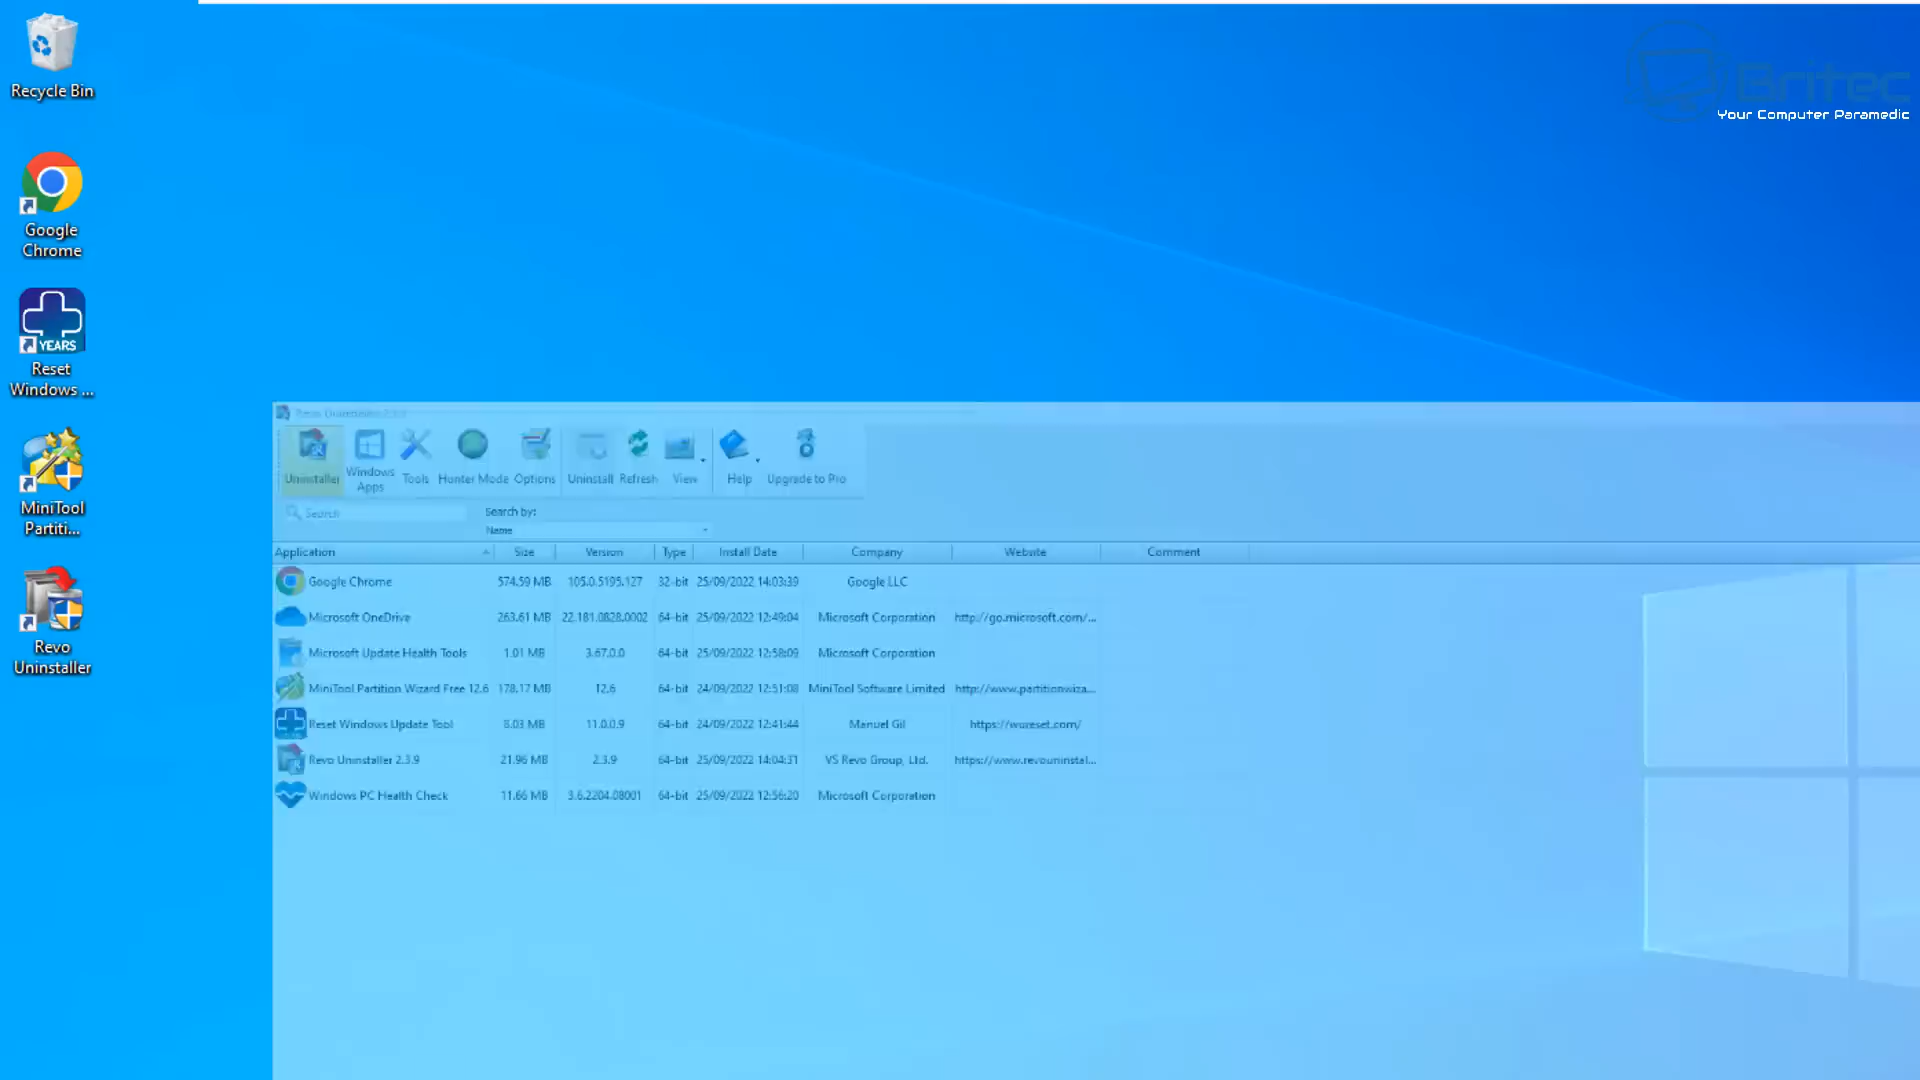 Recycle Bin
Google
Chrome
YEARS
Reset
Windows ...
MiniTool
Partiti...
Revo
Uninstaller
Britec
Your Computer Paramedic
Revo Uninstaller
Uninstaller
Windows
Apps
Tools
Hunter Mode
Options
Uninstall
Refresh
View
Help
Upgrade to Pro
Search
Search by:
Name
Application Size Version Type Install Date Company Website Comment
Google Chrome 574.59 MB 105.0.5195.127 32-bit 25/09/2022 14:03:39 Google LLC
Microsoft OneDrive 263.61 MB 22.181.0828.0002 64-bit 25/09/2022 12:49:04 Microsoft Corporation http://go.microsoft.com/...
Microsoft Update Health Tools 1.01 MB 3.67.0.0 64-bit 25/09/2022 12:58:09 Microsoft Corporation
MiniTool Partition Wizard Free 12.6 178.17 MB 12.6 64-bit 24/09/2022 12:51:08 MiniTool Software Limited http://www.partitionwiza...
Reset Windows Update Tool 8.03 MB 11.0.0.9 64-bit 24/09/2022 12:41:44 Manuel Gil https://wureset.com/
Revo Uninstaller 2.3.9 21.96 MB 2.3.9 64-bit 25/09/2022 14:04:31 VS Revo Group, Ltd. https://www.revouninstal...
Windows PC Health Check 11.66 MB 3.6.2204.08001 64-bit 25/09/2022 12:56:20 Microsoft Corporation